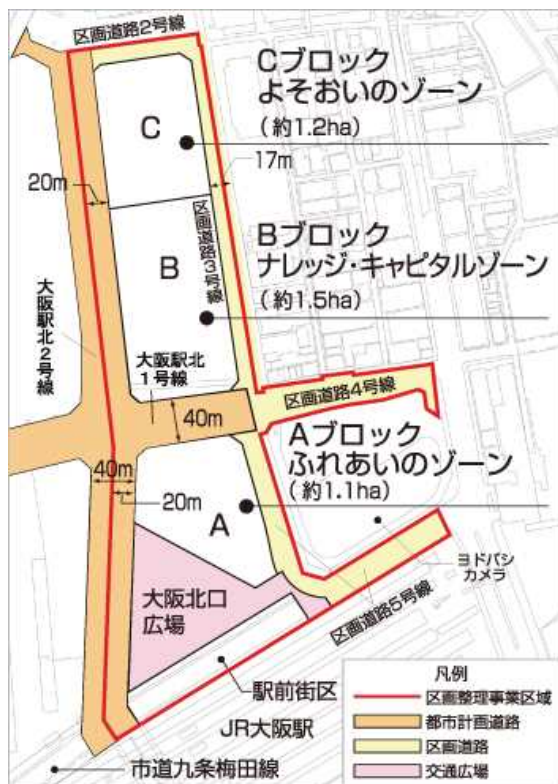 区画道路2号線
Cブロック
よそおいのゾーン
(約1.2ha)
C
17m
20m
区画道路3号線
Bブロック
ナレッジ・キャピタルゾーン
(約1.5ha)
B
大阪駅北2号線
大阪駅北
1号線
40m
区画道路4号線
Aブロック
ふれあいのゾーン
(約1.1ha)
40m
20m
A
ヨドバシ
カメラ
大阪北口
広場
区画道路5号線
駅前街区
JR大阪駅
市道九条梅田線
凡例
区画整理事業区域
都市計画道路
区画道路
交通広場